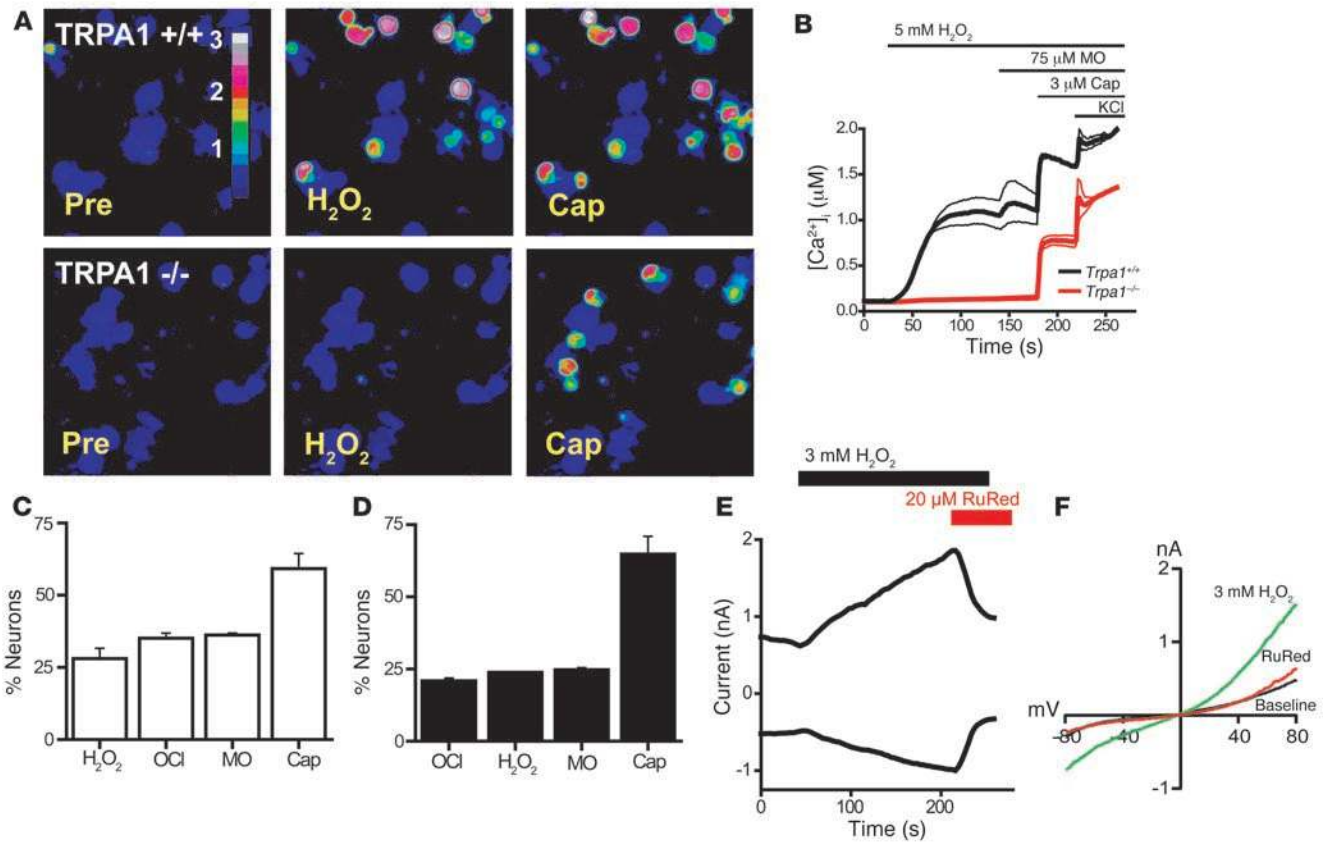 A
TRPA1 +/+
3
2
1
Pre
H₂O₂
Cap
TRPA1 -/-
Pre
H₂O₂
Cap
B
5 mM H₂O₂
75 μM MO
3 μM Cap
KCl
2.0
1.5
1.0
0.5
0.0
[Ca²⁺]ᵢ (μM)
Trpa1⁺/⁺
Trpa1⁻/⁻
0 50 100 150 200 250
Time (s)
C
% Neurons
75
50
25
0
H₂O₂ OCl MO Cap
D
% Neurons
75
50
25
0
OCl H₂O₂ MO Cap
E
3 mM H₂O₂
20 μM RuRed
Current (nA)
2
1
0
-1
0 100 200
Time (s)
F
nA
2
3 mM H₂O₂
1
RuRed
Baseline
mV
-80 -40 40 80
-1